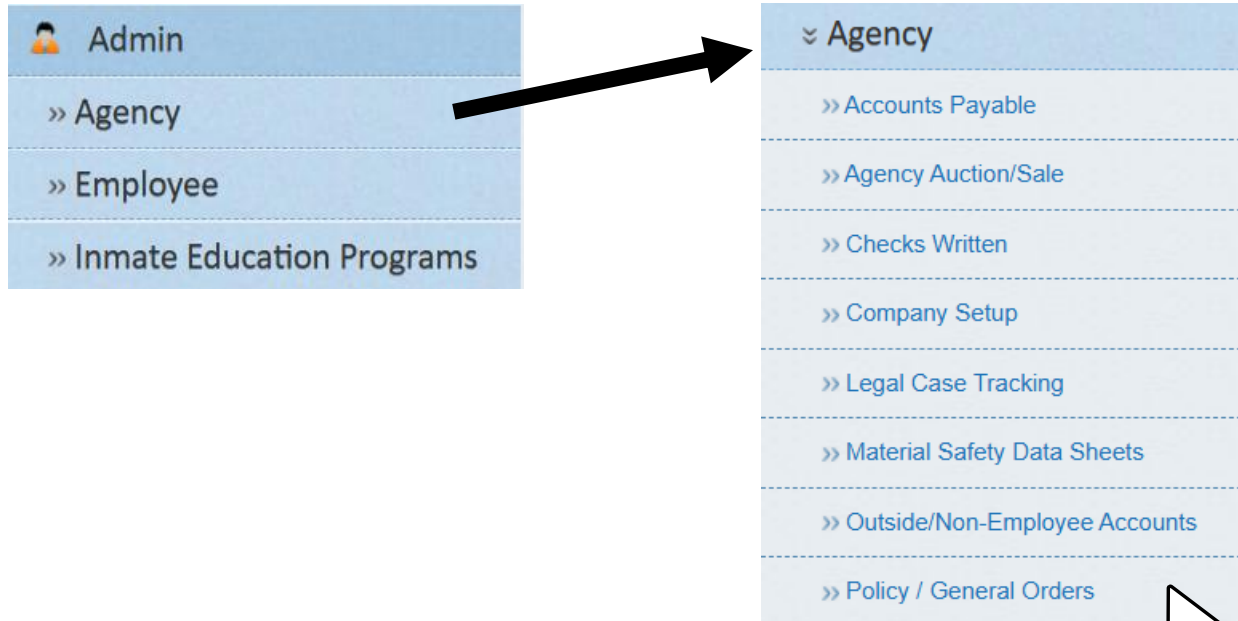 Admin
» Agency
» Employee
» Inmate Education Programs
Agency
» Accounts Payable
» Agency Auction/Sale
» Checks Written
» Company Setup
» Legal Case Tracking
» Material Safety Data Sheets
» Outside/Non-Employee Accounts
» Policy / General Orders